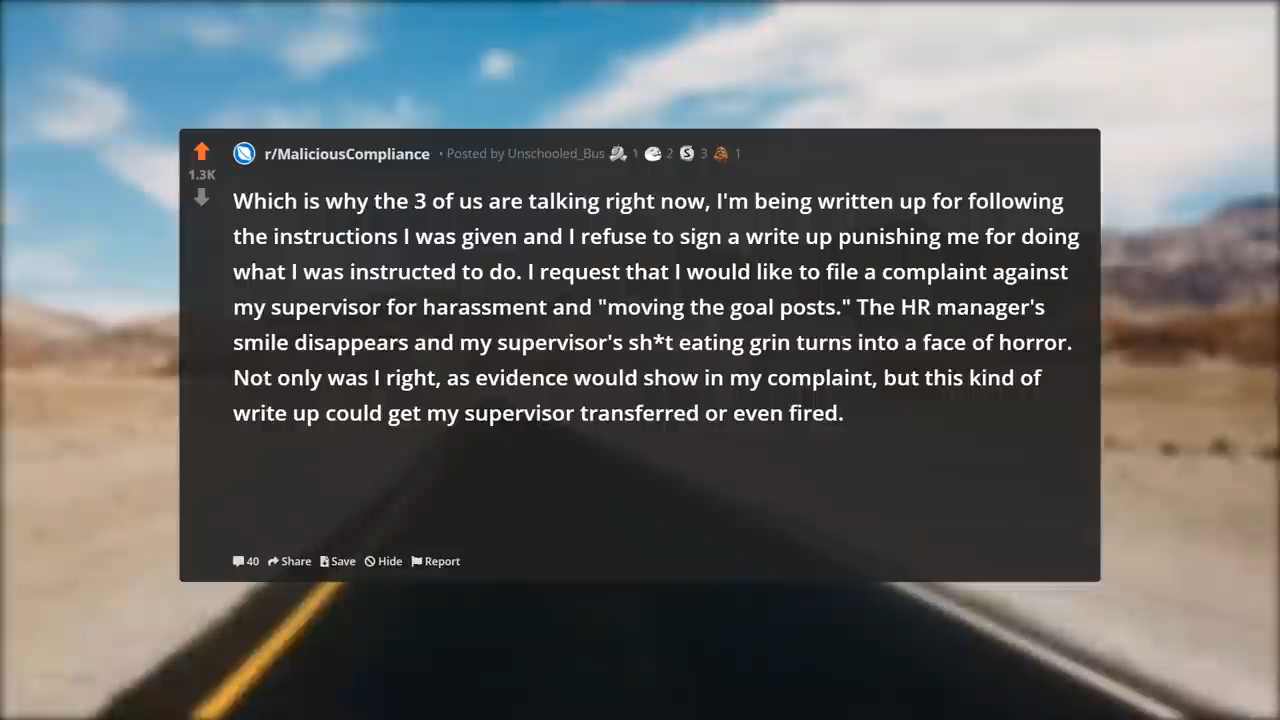 r/MaliciousCompliance • Posted by Unschooled_Bus 1 2 3 1
1.3K
Which is why the 3 of us are talking right now, I'm being written up for following
the instructions I was given and I refuse to sign a write up punishing me for doing
what I was instructed to do. I request that I would like to file a complaint against
my supervisor for harassment and "moving the goal posts." The HR manager's
smile disappears and my supervisor's sh*t eating grin turns into a face of horror.
Not only was I right, as evidence would show in my complaint, but this kind of
write up could get my supervisor transferred or even fired.
40 Share Save Hide Report